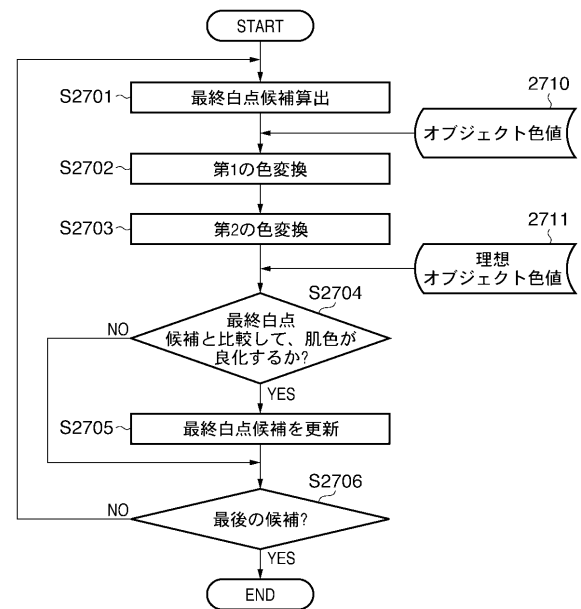 START
S2701
最終白点候補算出
2710
オブジェクト色値
S2702
第1の色変換
S2703
第2の色変換
2711
理想
オブジェクト色値
S2704
最終白点
候補と比較して、肌色が
良化するか?
NO
YES
S2705
最終白点候補を更新
S2706
最後の候補?
NO
YES
END